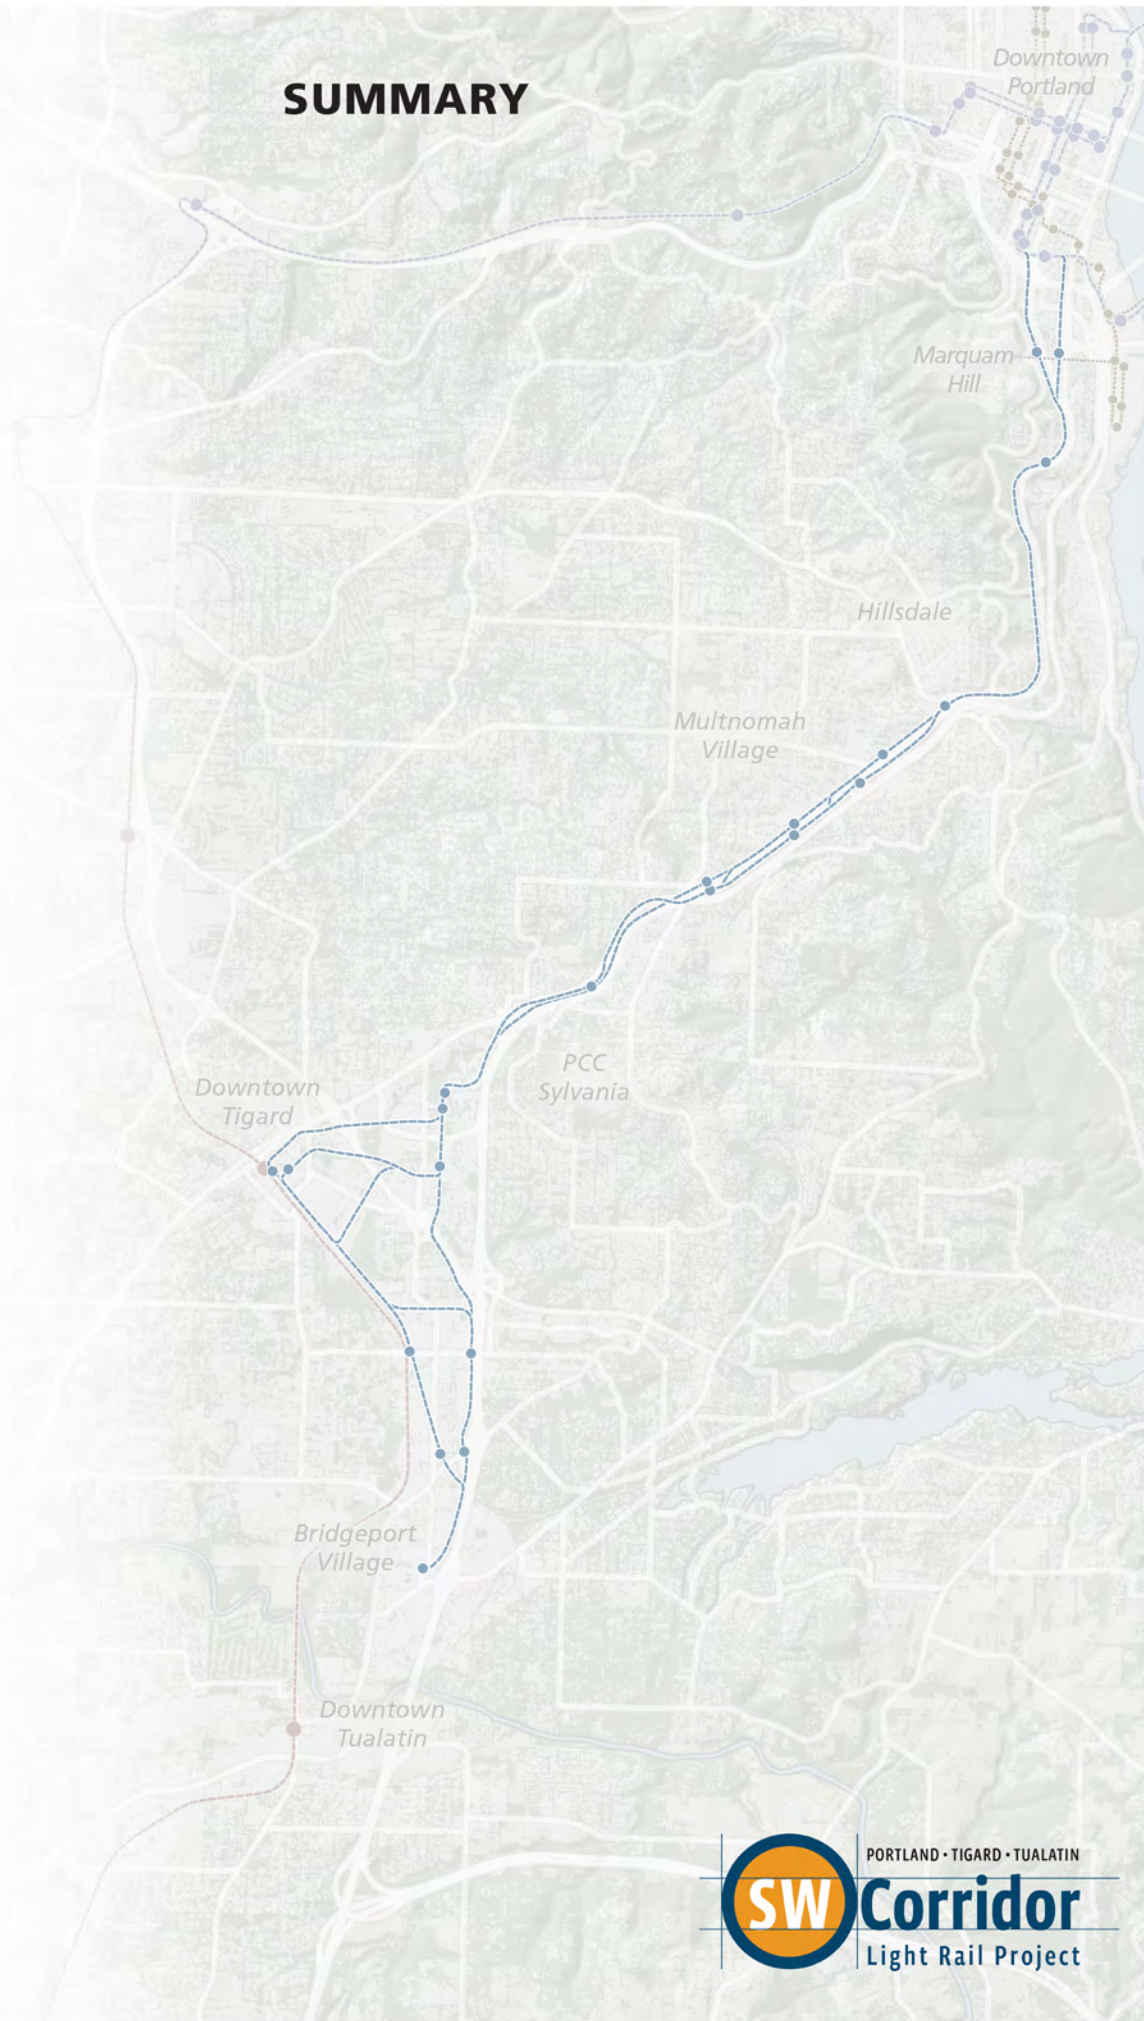 SUMMARY
Downtown
Portland
Marquam
Hill
Hillsdale
Multnomah
Village
PCC
Sylvania
Downtown
Tigard
Bridgeport
Village
Downtown
Tualatin
PORTLAND • TIGARD • TUALATIN
SW Corridor
Light Rail Project